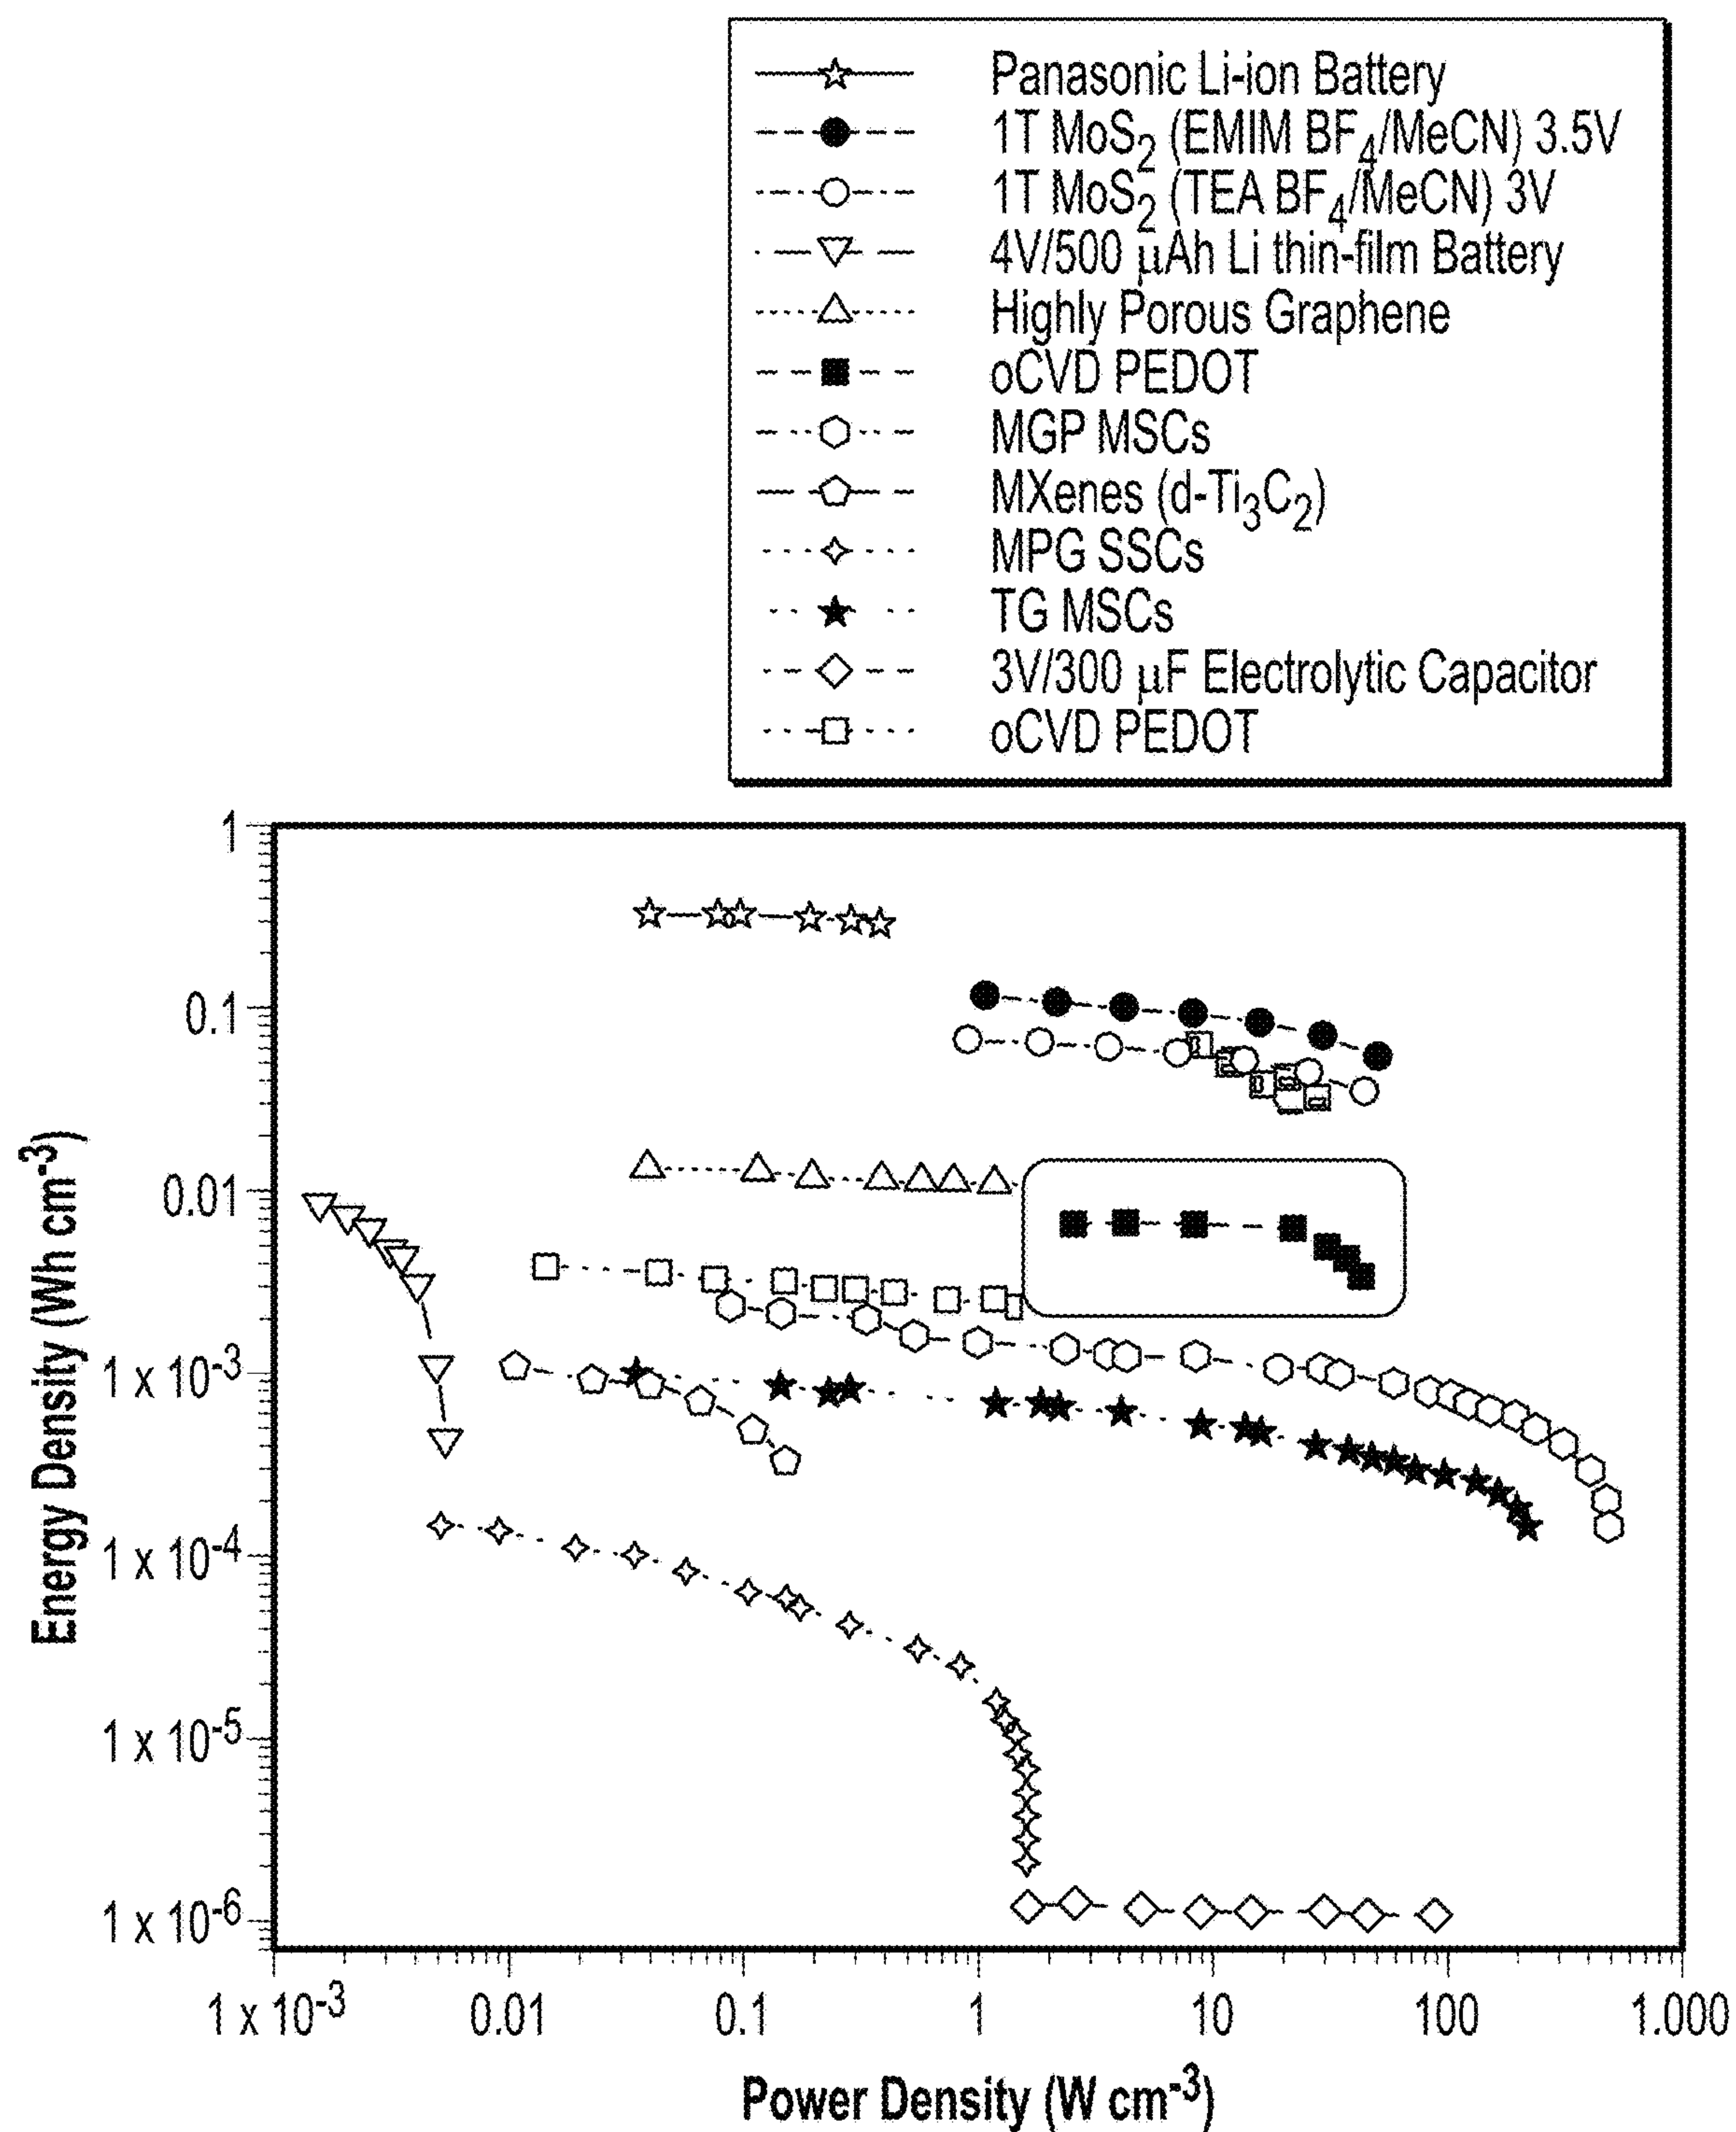 Panasonic Li-ion Battery
1T MoS₂ (EMIM BF₄/MeCN) 3.5V
1T MoS₂ (TEA BF₄/MeCN) 3V
4V/500 μAh Li thin-film Battery
Highly Porous Graphene
oCVD PEDOT
MGP MSCs
MXenes (d-Ti₃C₂)
MPG SSCs
TG MSCs
3V/300 μF Electrolytic Capacitor
oCVD PEDOT
Energy Density (Wh cm⁻³)
1
0.1
0.01
1 x 10⁻³
1 x 10⁻⁴
1 x 10⁻⁵
1 x 10⁻⁶
1 x 10⁻³ 0.01 0.1 1 10 100 1.000
Power Density (W cm⁻³)